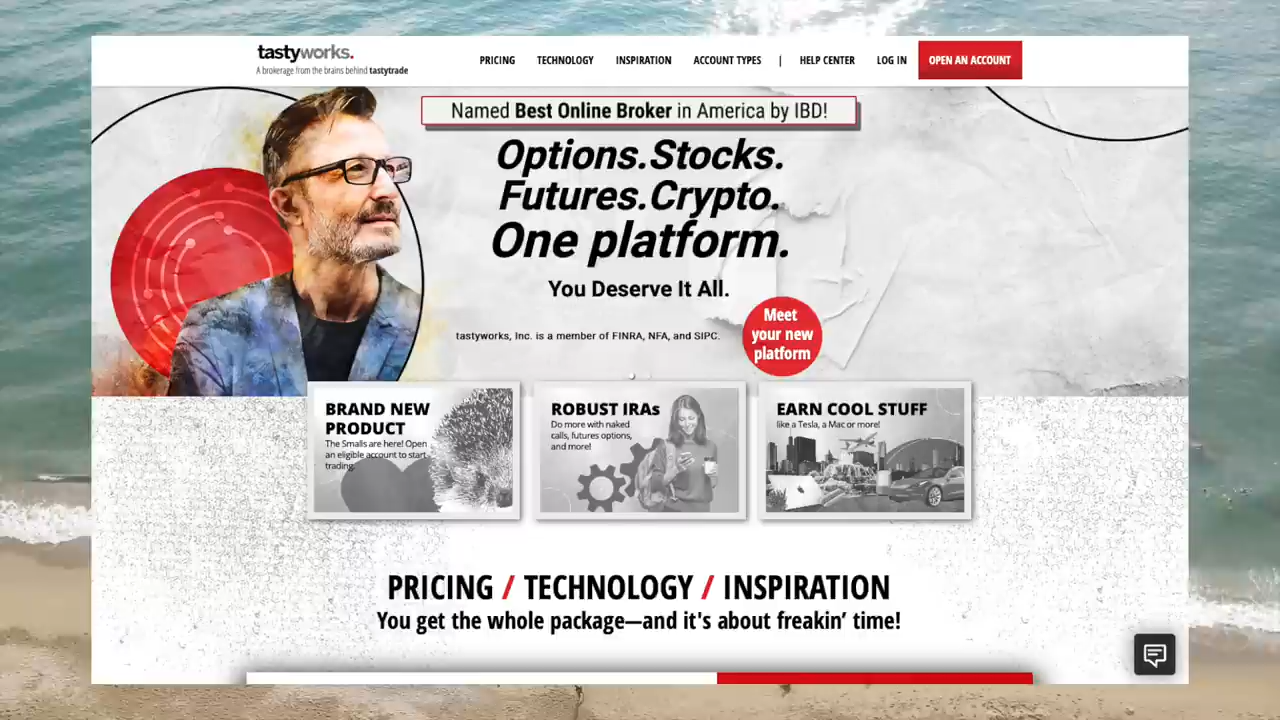 tastyworks.
A brokerage from the brains behind tastytrade
PRICING TECHNOLOGY INSPIRATION ACCOUNT TYPES | HELP CENTER LOG IN OPEN AN ACCOUNT
Named Best Online Broker in America by IBD!
Options.Stocks.
Futures.Crypto.
One platform.
You Deserve It All.
tastyworks, Inc. is a member of FINRA, NFA, and SIPC.
Meet
your new
platform
BRAND NEW
PRODUCT
The Smalls are here! Open
an eligible account to start
trading.
ROBUST IRAs
Do more with naked
calls, futures options,
and more!
EARN COOL STUFF
like a Tesla, a Mac or more!
PRICING / TECHNOLOGY / INSPIRATION
You get the whole package—and it's about freakin’ time!